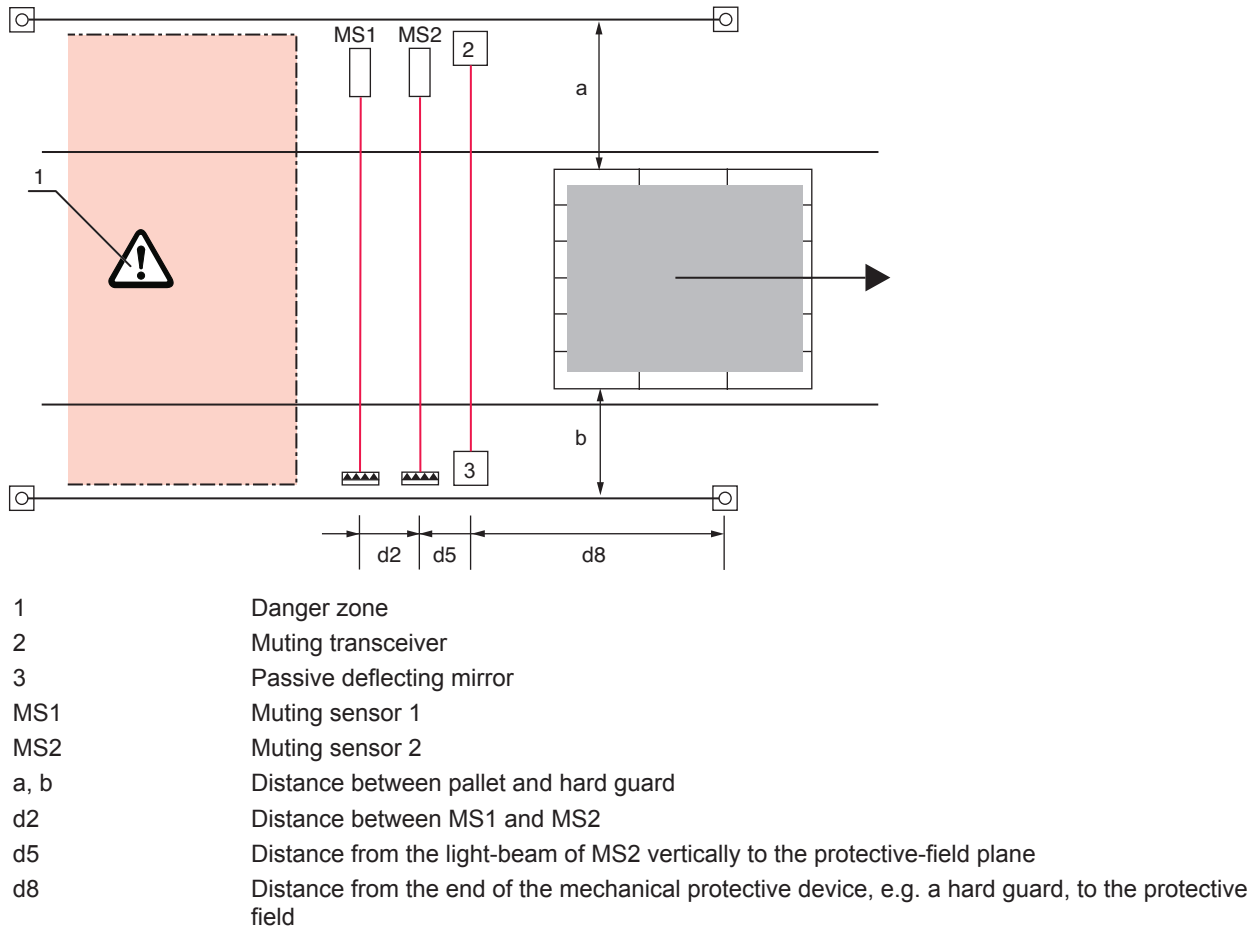 MS1 MS2 2
a
1
b
3
d2 d5 d8
1 Danger zone
2 Muting transceiver
3 Passive deflecting mirror
MS1 Muting sensor 1
MS2 Muting sensor 2
a, b Distance between pallet and hard guard
d2 Distance between MS1 and MS2
d5 Distance from the light-beam of MS2 vertically to the protective-field plane
d8 Distance from the end of the mechanical protective device, e.g. a hard guard, to the protective
field